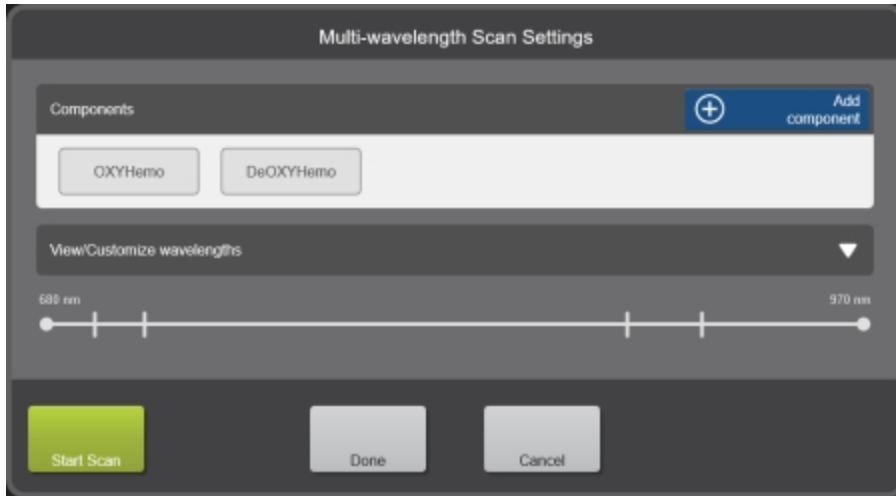 Multi-wavelength Scan Settings
Components
Add
component
OXYHemo
DeOXYHemo
View/Customize wavelengths
680 nm
970 nm
Start Scan
Done
Cancel